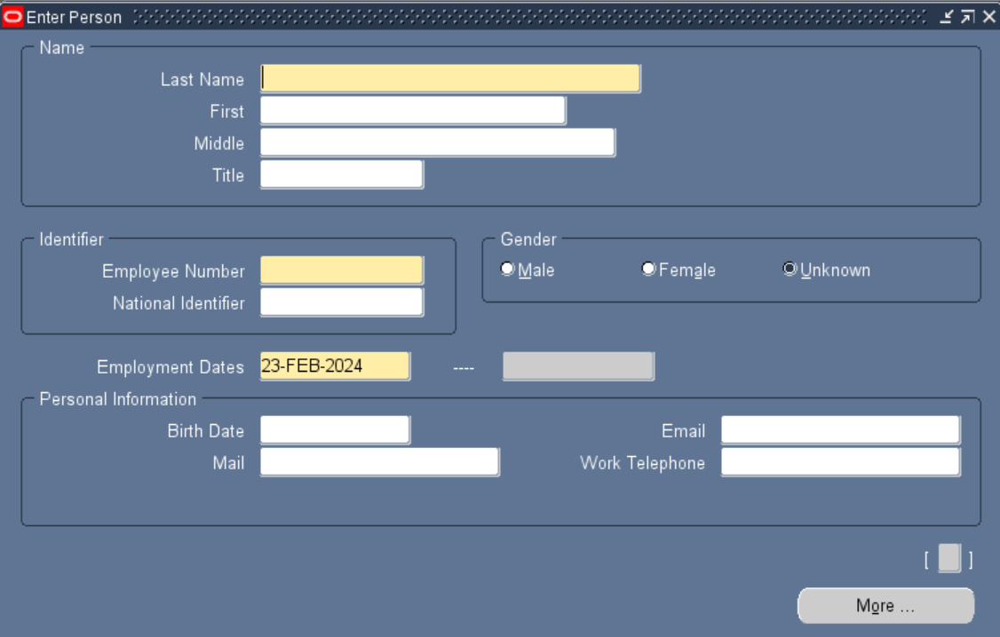 Enter Person
Name
Last Name
First
Middle
Title
Identifier
Employee Number
National Identifier
Gender
Male Female Unknown
Employment Dates 23-FEB-2024 ----
Personal Information
Birth Date Email
Mail Work Telephone
[ ]
More ...